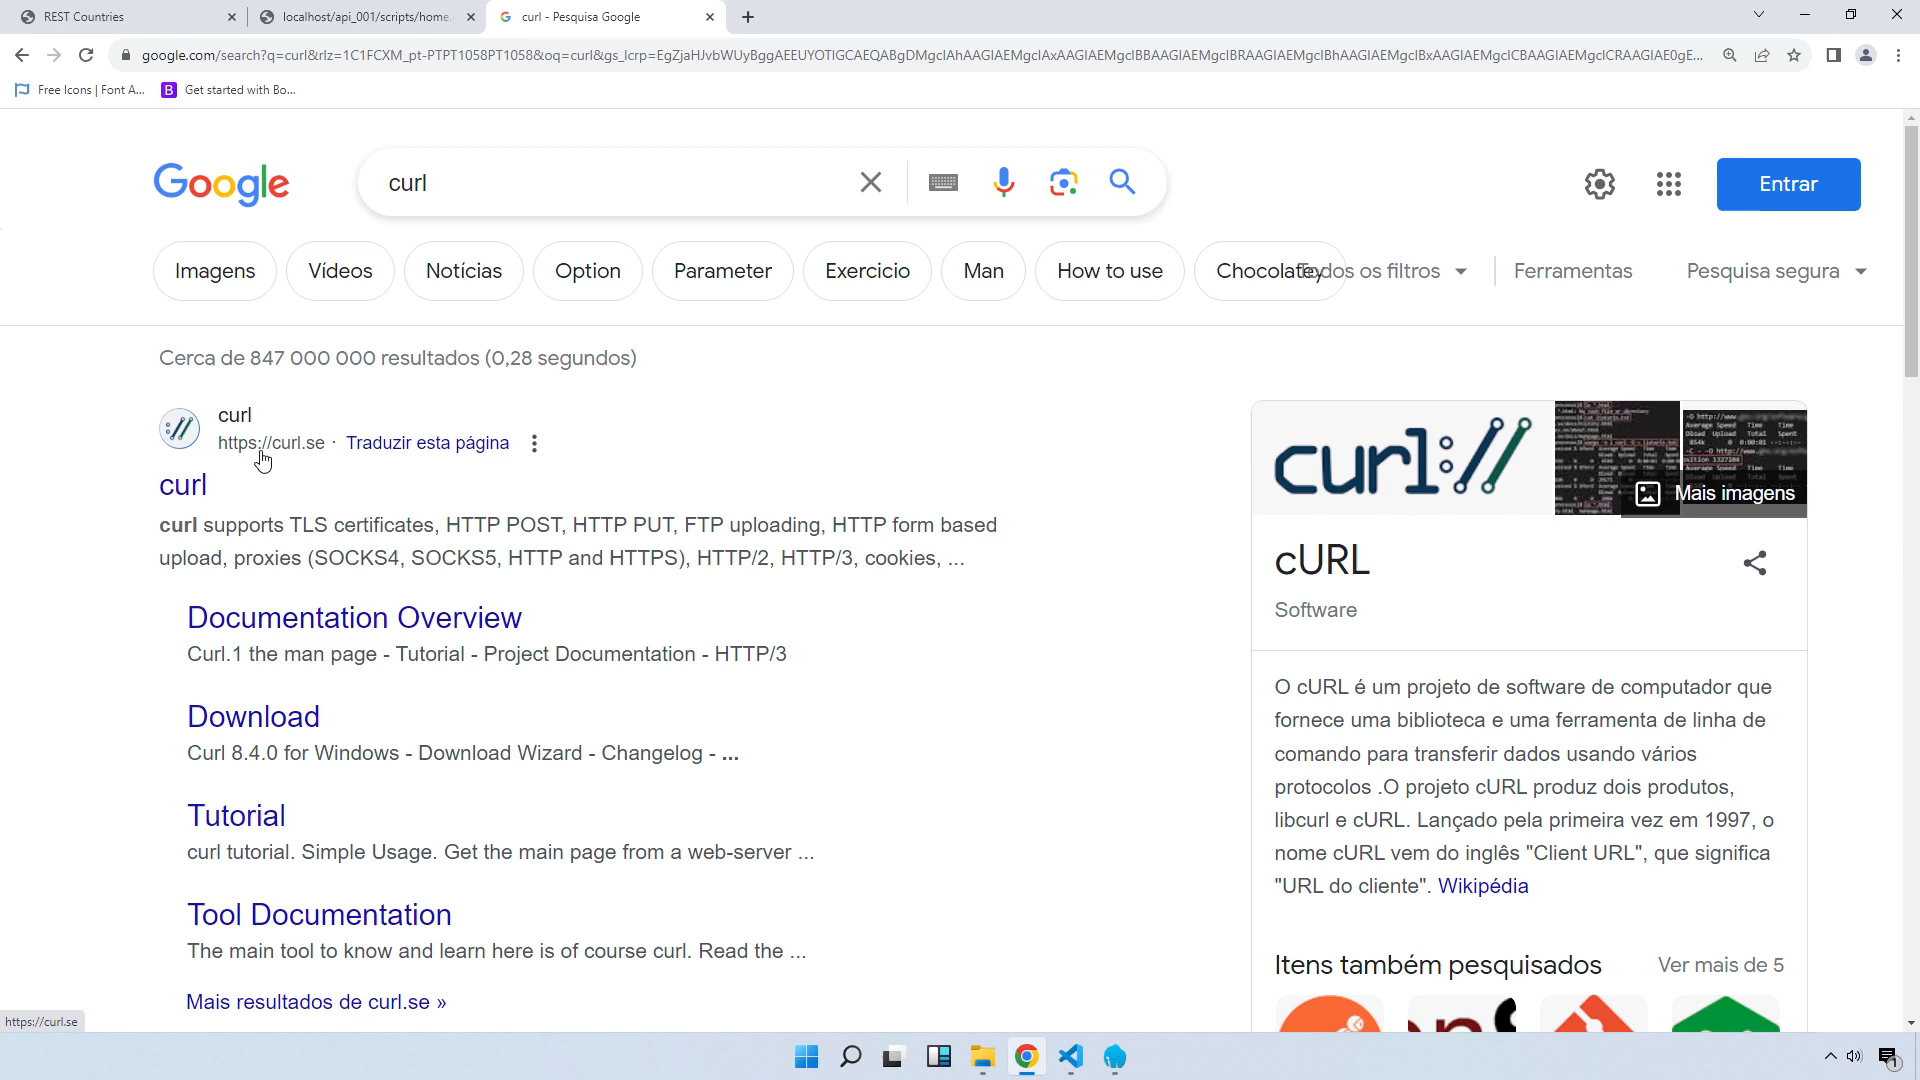 REST Countries
localhost/api_001/scripts/home.
curl - Pesquisa Google
google.com/search?q=curl&rlz=1C1FCXM_pt-PTPT1058PT1058&oq=curl&gs_lcrp=
Free Icons | Font A...
B
Get started with Bo...
Google
curl
Entrar
Imagens
Vídeos
Notícias
Option
Parameter
Exercicio
Man
How to use
Chocolatey
Todos os filtros
Ferramentas
Pesquisa segura
Cerca de 847 000 000 resultados (0,28 segundos)
curl
https://curl.se · Traduzir esta página
curl
curl supports TLS certificates, HTTP POST, HTTP PUT, FTP uploading, HTTP form based
upload, proxies (SOCKS4, SOCKS5, HTTP and HTTPS), HTTP/2, HTTP/3, cookies, ...
Documentation Overview
Curl.1 the man page - Tutorial - Project Documentation - HTTP/3
Download
Curl 8.4.0 for Windows - Download Wizard - Changelog - ...
Tutorial
curl tutorial. Simple Usage. Get the main page from a web-server ...
Tool Documentation
The main tool to know and learn here is of course curl. Read the ...
Mais resultados de curl.se »
curl://
Mais imagens
cURL
Software
O cURL é um projeto de software de computador que
fornece uma biblioteca e uma ferramenta de linha de
comando para transferir dados usando vários
protocolos .O projeto cURL produz dois produtos,
libcurl e cURL. Lançado pela primeira vez em 1997, o
nome cURL vem do inglês "Client URL", que significa
"URL do cliente". Wikipédia
Itens também pesquisados
Ver mais de 5
https://curl.se
1